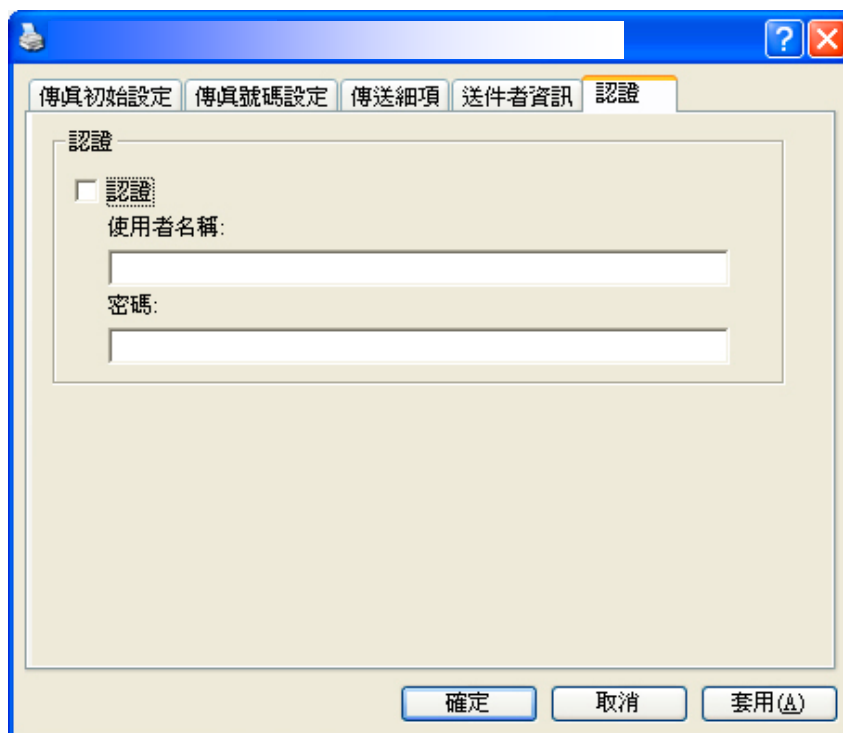 傳真初始設定 傳真號碼設定 傳送細項 送件者資訊 認證
認證
認證
使用者名稱:
密碼:
確定 取消 套用(A)